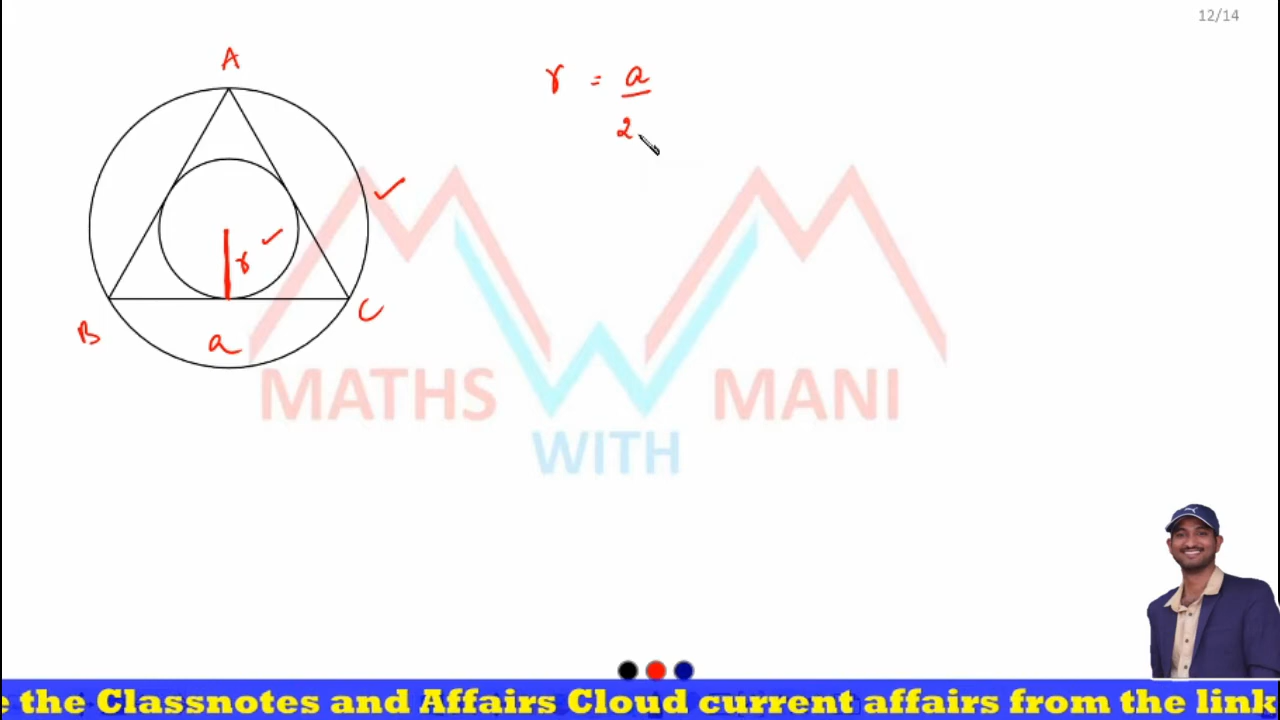 12/14
A
r = a
2
r
B
a
C
MATHS MANI
WITH
e the Classnotes and Affairs Cloud current affairs from the link